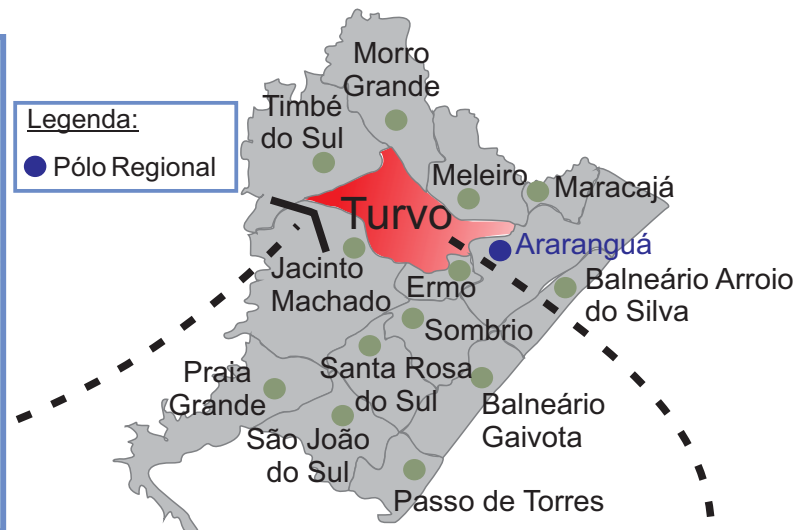 Legenda:
Pólo Regional
Morro
Grande
Timbé
do Sul
Meleiro
Maracajá
Turvo
Araranguá
Jacinto
Machado
Ermo
Balneário Arroio
do Silva
Sombrio
Praia
Grande
Santa Rosa
do Sul
Balneário
Gaivota
São João
do Sul
Passo de Torres